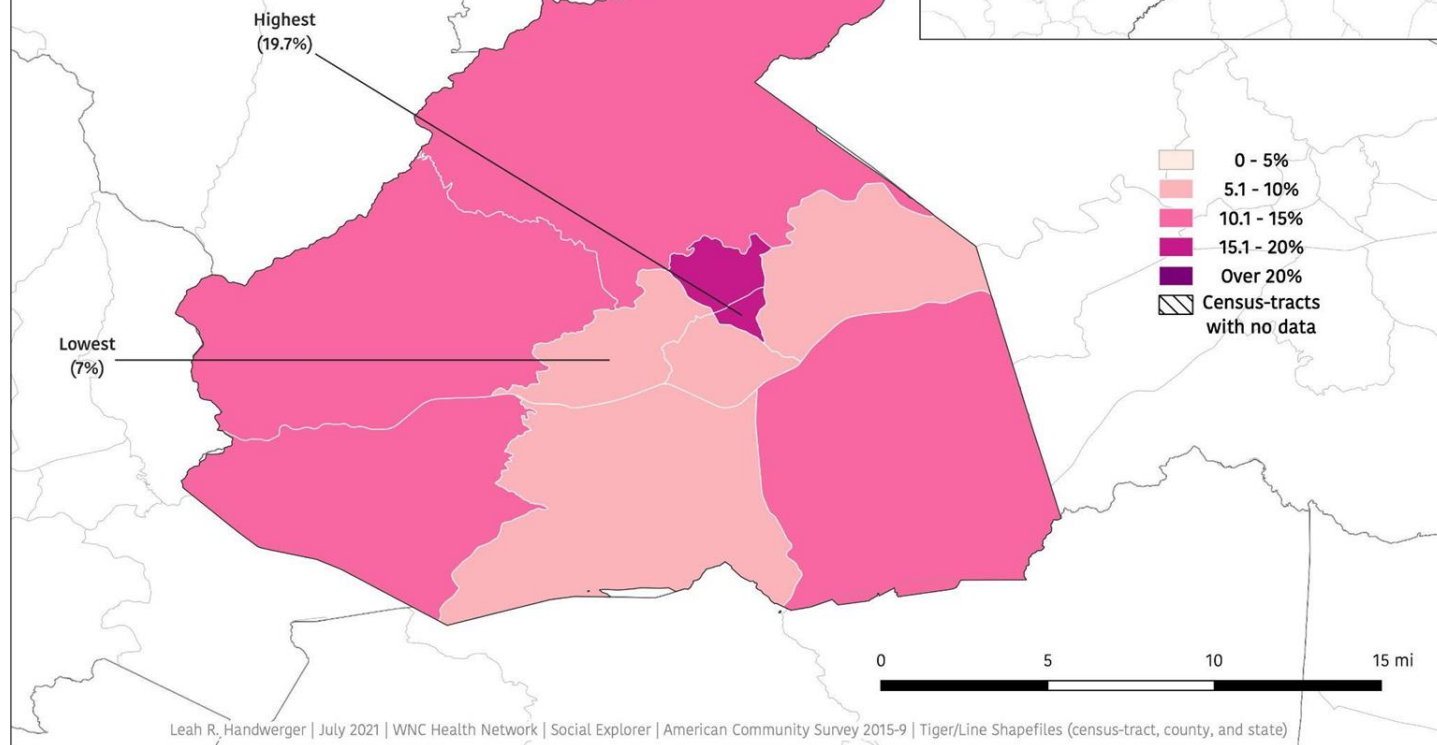 Highest
(19.7%)
0 - 5%
5.1 - 10%
10.1 - 15%
15.1 - 20%
Over 20%
Census-tracts
with no data
Lowest
(7%)
0 5 10 15 mi
Leah R. Handwerger | July 2021 | WNC Health Network | Social Explorer | American Community Survey 2015-9 | Tiger/Line Shapefiles (census-tract, county, and state)